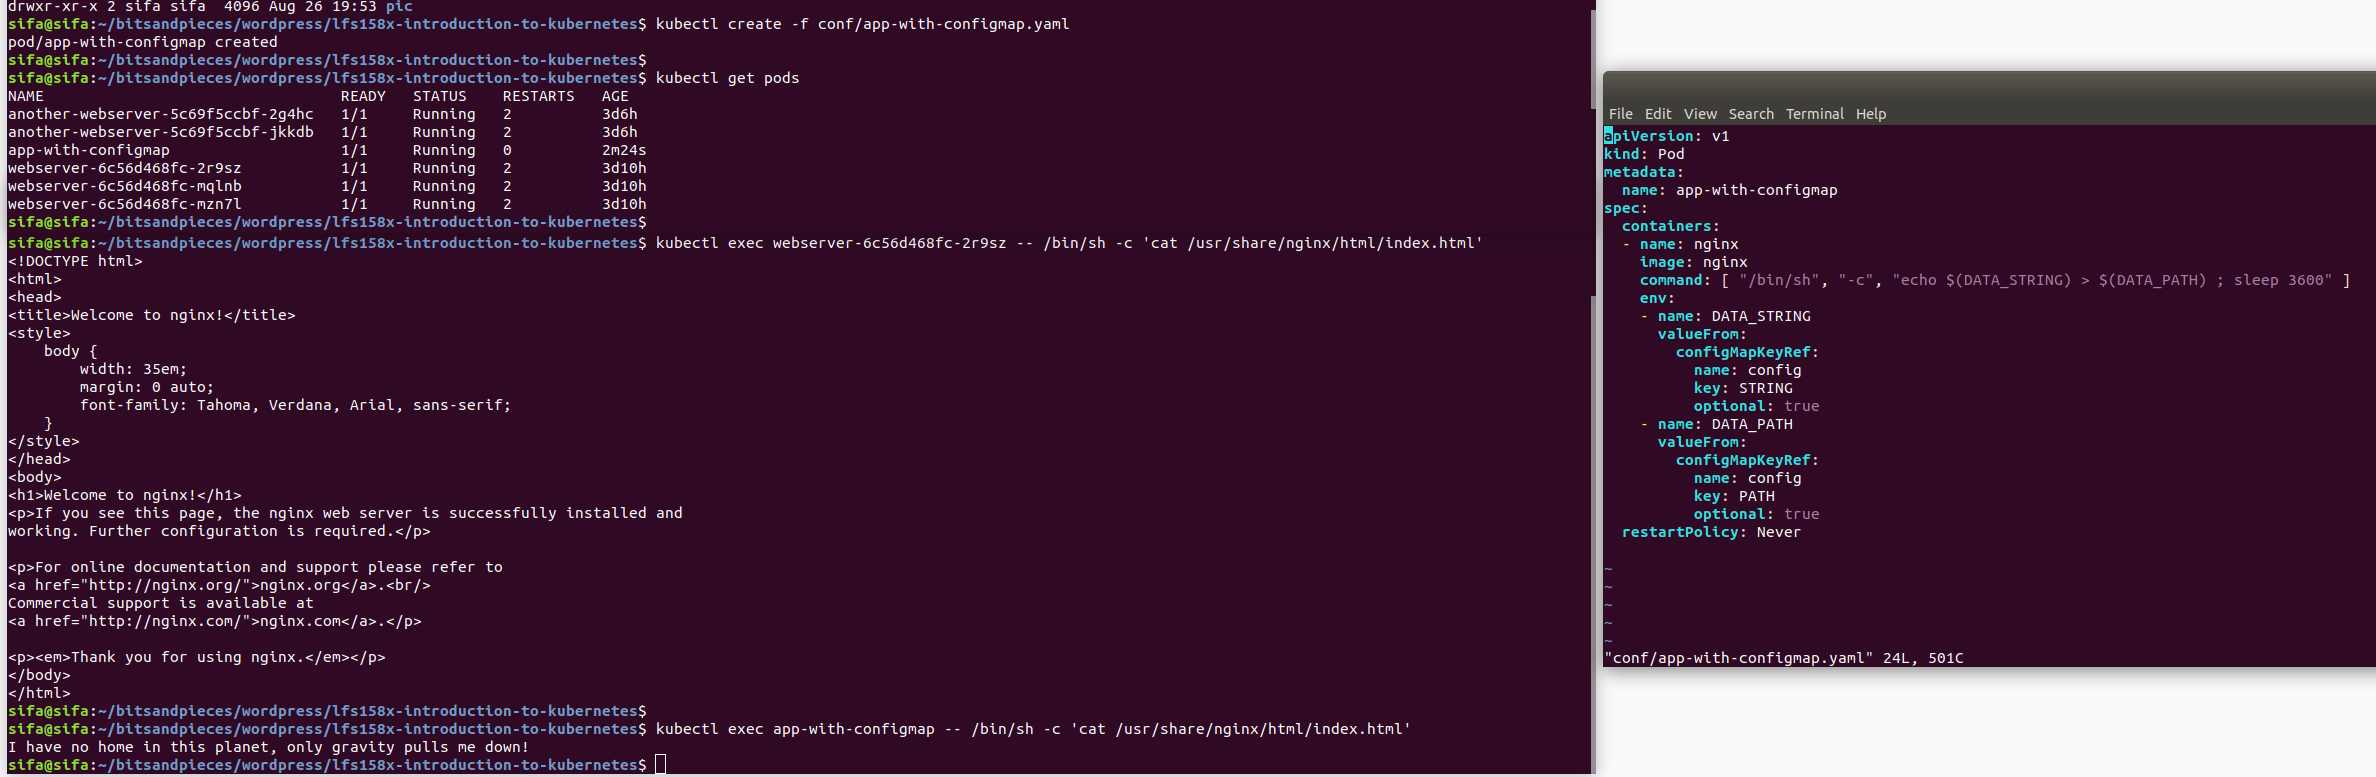 drwxr-xr-x 2 sifa sifa  4096 Aug 26 19:53 pic
sifa@sifa:~/bitsandpieces/wordpress/lfs158x-introduction-to-kubernetes$ kubectl create -f conf/app-with-configmap.yaml
pod/app-with-configmap created
sifa@sifa:~/bitsandpieces/wordpress/lfs158x-introduction-to-kubernetes$
sifa@sifa:~/bitsandpieces/wordpress/lfs158x-introduction-to-kubernetes$ kubectl get pods
NAME                                 READY   STATUS    RESTARTS   AGE
another-webserver-5c69f5ccbf-2g4hc   1/1     Running   2          3d6h
another-webserver-5c69f5ccbf-jkkdb   1/1     Running   2          3d6h
app-with-configmap                   1/1     Running   0          2m24s
webserver-6c56d468fc-2r9sz           1/1     Running   2          3d10h
webserver-6c56d468fc-mqlnb           1/1     Running   2          3d10h
webserver-6c56d468fc-mzn7l           1/1     Running   2          3d10h
sifa@sifa:~/bitsandpieces/wordpress/lfs158x-introduction-to-kubernetes$
sifa@sifa:~/bitsandpieces/wordpress/lfs158x-introduction-to-kubernetes$ kubectl exec webserver-6c56d468fc-2r9sz -- /bin/sh -c 'cat /usr/share/nginx/html/index.html'
<!DOCTYPE html>
<html>
<head>
<title>Welcome to nginx!</title>
<style>
    body {
        width: 35em;
        margin: 0 auto;
        font-family: Tahoma, Verdana, Arial, sans-serif;
    }
</style>
</head>
<body>
<h1>Welcome to nginx!</h1>
<p>If you see this page, the nginx web server is successfully installed and
working. Further configuration is required.</p>

<p>For online documentation and support please refer to
<a href="http://nginx.org/">nginx.org</a>.<br/>
Commercial support is available at
<a href="http://nginx.com/">nginx.com</a>.</p>

<p><em>Thank you for using nginx.</em></p>
</body>
</html>
sifa@sifa:~/bitsandpieces/wordpress/lfs158x-introduction-to-kubernetes$
sifa@sifa:~/bitsandpieces/wordpress/lfs158x-introduction-to-kubernetes$ kubectl exec app-with-configmap -- /bin/sh -c 'cat /usr/share/nginx/html/index.html'
I have no home in this planet, only gravity pulls me down!
sifa@sifa:~/bitsandpieces/wordpress/lfs158x-introduction-to-kubernetes$
File Edit View Search Terminal Help
apiVersion: v1
kind: Pod
metadata:
  name: app-with-configmap
spec:
  containers:
  - name: nginx
    image: nginx
    command: [ "/bin/sh", "-c", "echo $(DATA_STRING) > $(DATA_PATH) ; sleep 3600" ]
    env:
    - name: DATA_STRING
      valueFrom:
        configMapKeyRef:
          name: config
          key: STRING
          optional: true
    - name: DATA_PATH
      valueFrom:
        configMapKeyRef:
          name: config
          key: PATH
          optional: true
  restartPolicy: Never
~
~
~
~
~
"conf/app-with-configmap.yaml" 24L, 501C